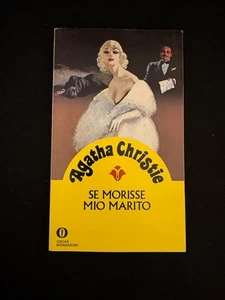 Agatha Christie
SE MORISSE
MIO MARITO
OSCAR
MONDADORI